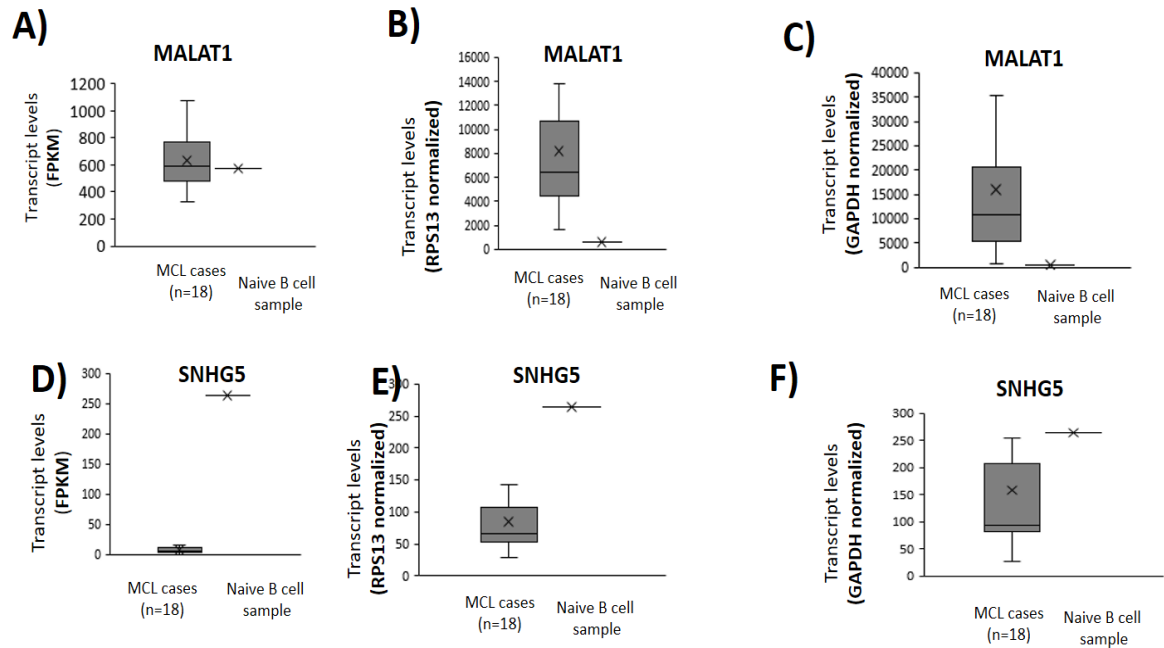 A)
MALAT1
Transcript levels
(FPKM)
1200
1000
800
600
400
200
0
MCL cases
(n=18)
Naive B cell
sample
B)
MALAT1
Transcript levels
(RPS13 normalized)
16000
14000
12000
10000
8000
6000
4000
2000
0
MCL cases
(n=18)
Naive B cell
sample
C)
MALAT1
Transcript levels
(GAPDH normalized)
40000
35000
30000
25000
20000
15000
10000
5000
0
MCL cases
(n=18)
Naive B cell
sample
D)
SNHG5
Transcript levels
(FPKM)
300
250
200
150
100
50
0
MCL cases
(n=18)
Naive B cell
sample
E)
SNHG5
Transcript levels
(RPS13 normalized)
300
250
200
150
100
50
0
MCL cases
(n=18)
Naive B cell
sample
F)
SNHG5
Transcript levels
(GAPDH normalized)
300
250
200
150
100
50
0
MCL cases
(n=18)
Naive B cell
sample